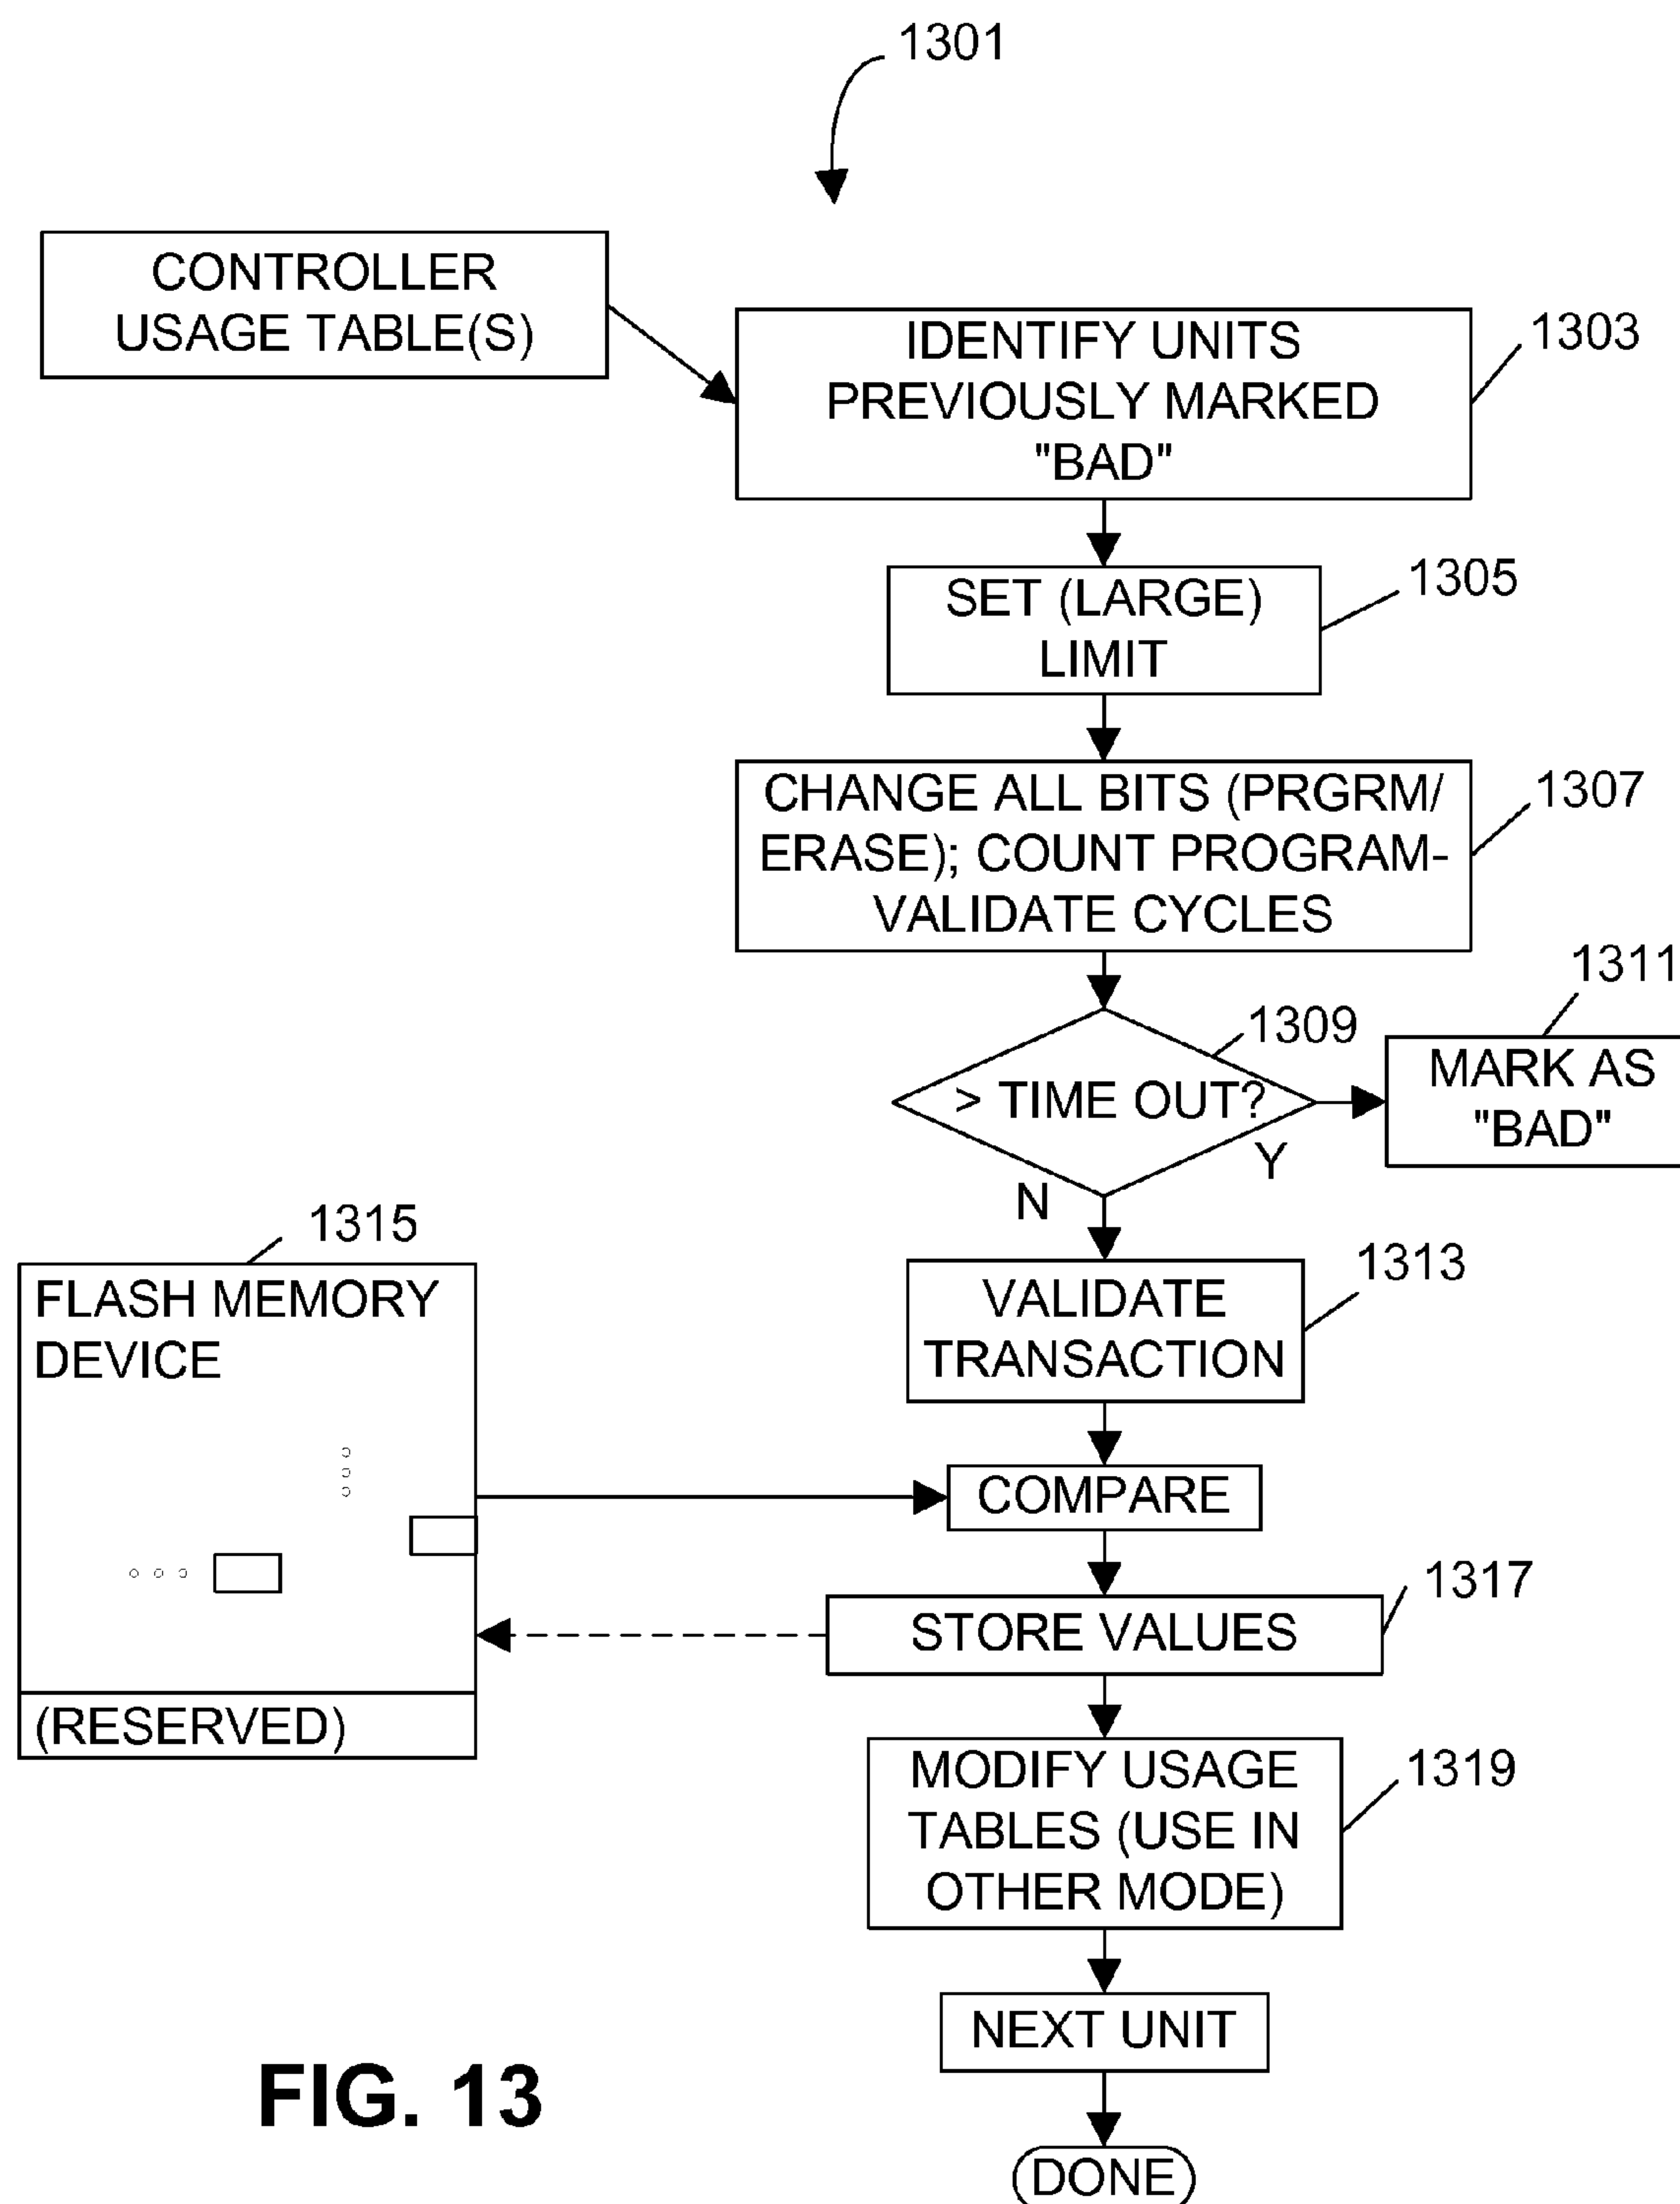 1301
CONTROLLER
USAGE TABLE(S)
IDENTIFY UNITS
PREVIOUSLY MARKED
"BAD"
1303
SET (LARGE)
LIMIT
1305
CHANGE ALL BITS (PRGRM/
ERASE); COUNT PROGRAM-
VALIDATE CYCLES
1307
> TIME OUT?
1309
Y
N
MARK AS
"BAD"
1311
VALIDATE
TRANSACTION
1313
1315
FLASH MEMORY
DEVICE
(RESERVED)
COMPARE
STORE VALUES
1317
MODIFY USAGE
TABLES (USE IN
OTHER MODE)
1319
NEXT UNIT
DONE
FIG. 13